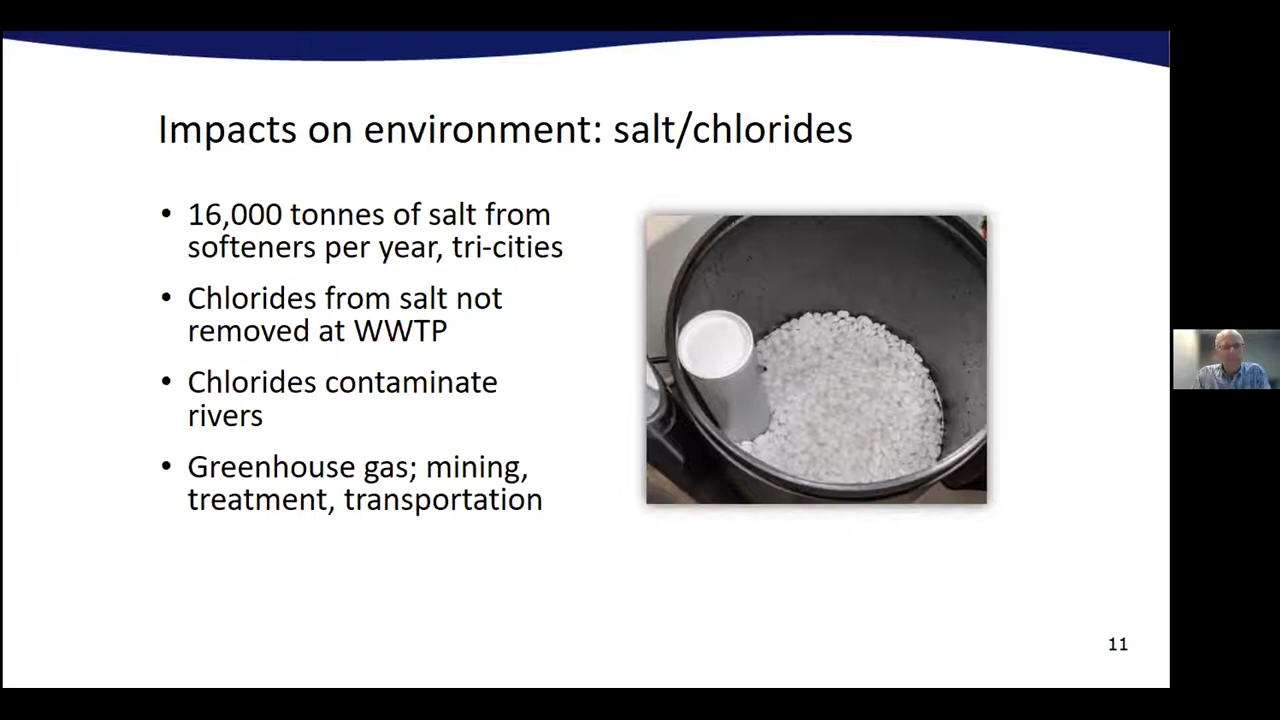 Impacts on environment: salt/chlorides
• 16,000 tonnes of salt from
softeners per year, tri-cities
• Chlorides from salt not
removed at WWTP
• Chlorides contaminate
rivers
• Greenhouse gas; mining,
treatment, transportation
11